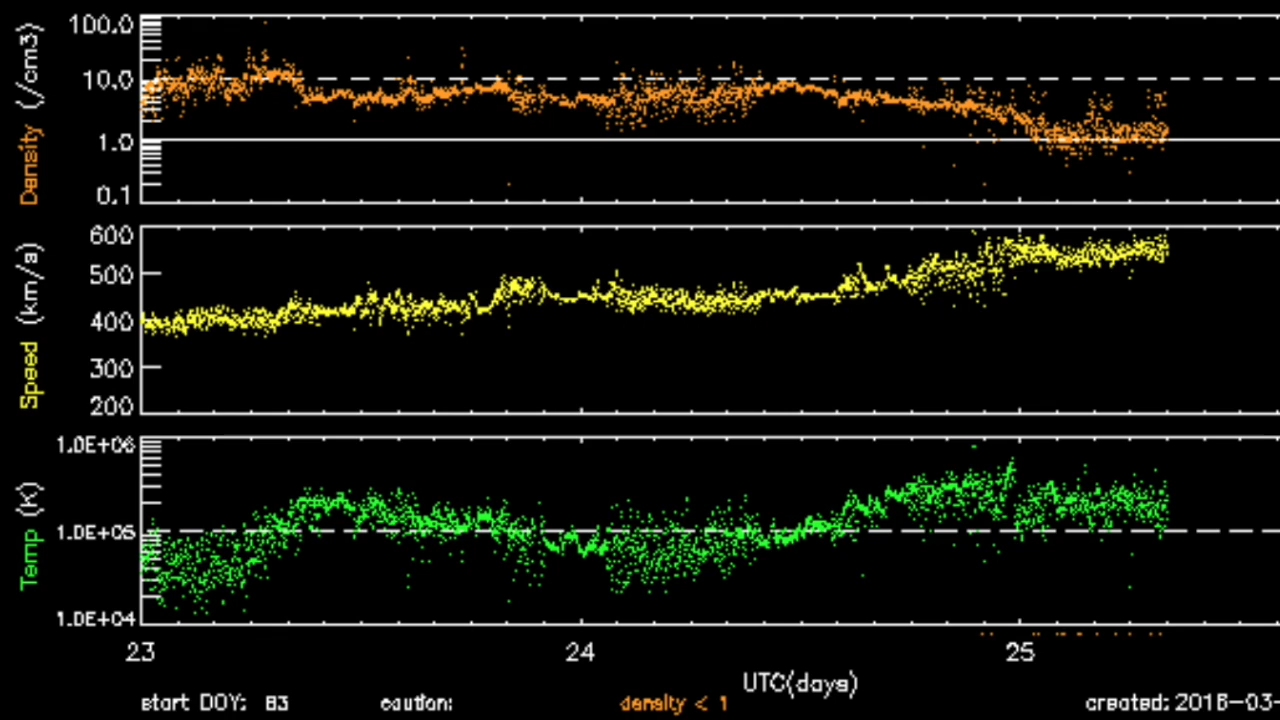 Density (/cm3)
100.0
10.0
1.0
0.1
Speed (km/s)
600
500
400
300
200
Temp (K)
1.0E+06
1.0E+05
1.0E+04
23 24 25
UTC(days)
start DOY: 83 caution: density < 1 created: 2018-03-